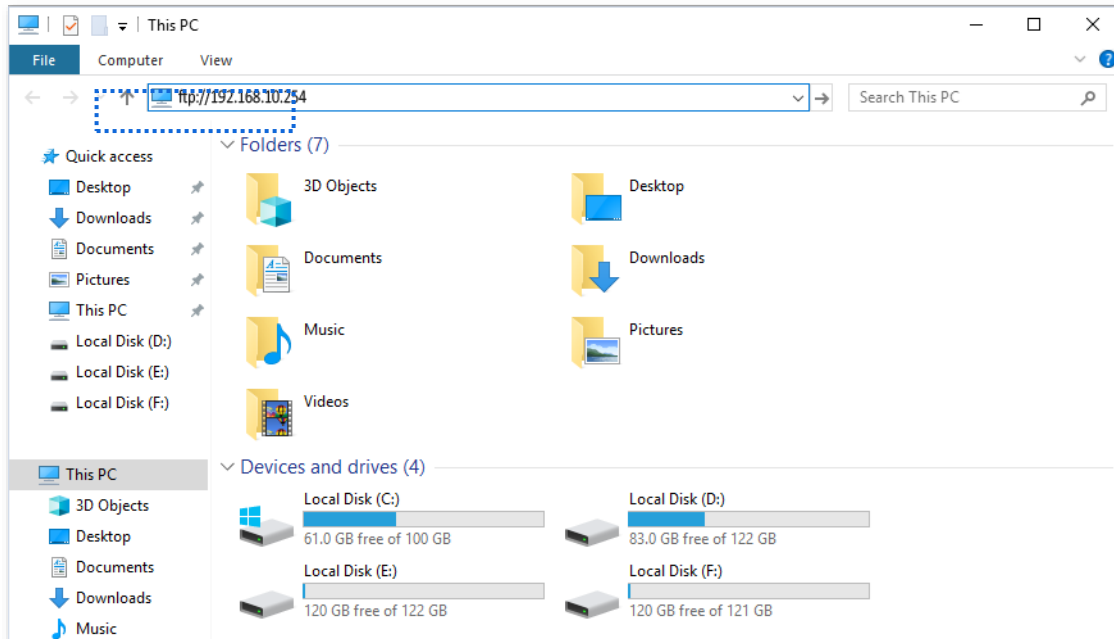 This PC
File Computer View
ftp://192.168.10.254
Search This PC
Quick access
Desktop
Downloads
Documents
Pictures
This PC
Local Disk (D:)
Local Disk (E:)
Local Disk (F:)
This PC
3D Objects
Desktop
Documents
Downloads
Music
Folders (7)
3D Objects
Desktop
Documents
Downloads
Music
Pictures
Videos
Devices and drives (4)
Local Disk (C:)
61.0 GB free of 100 GB
Local Disk (D:)
83.0 GB free of 122 GB
Local Disk (E:)
120 GB free of 122 GB
Local Disk (F:)
120 GB free of 121 GB